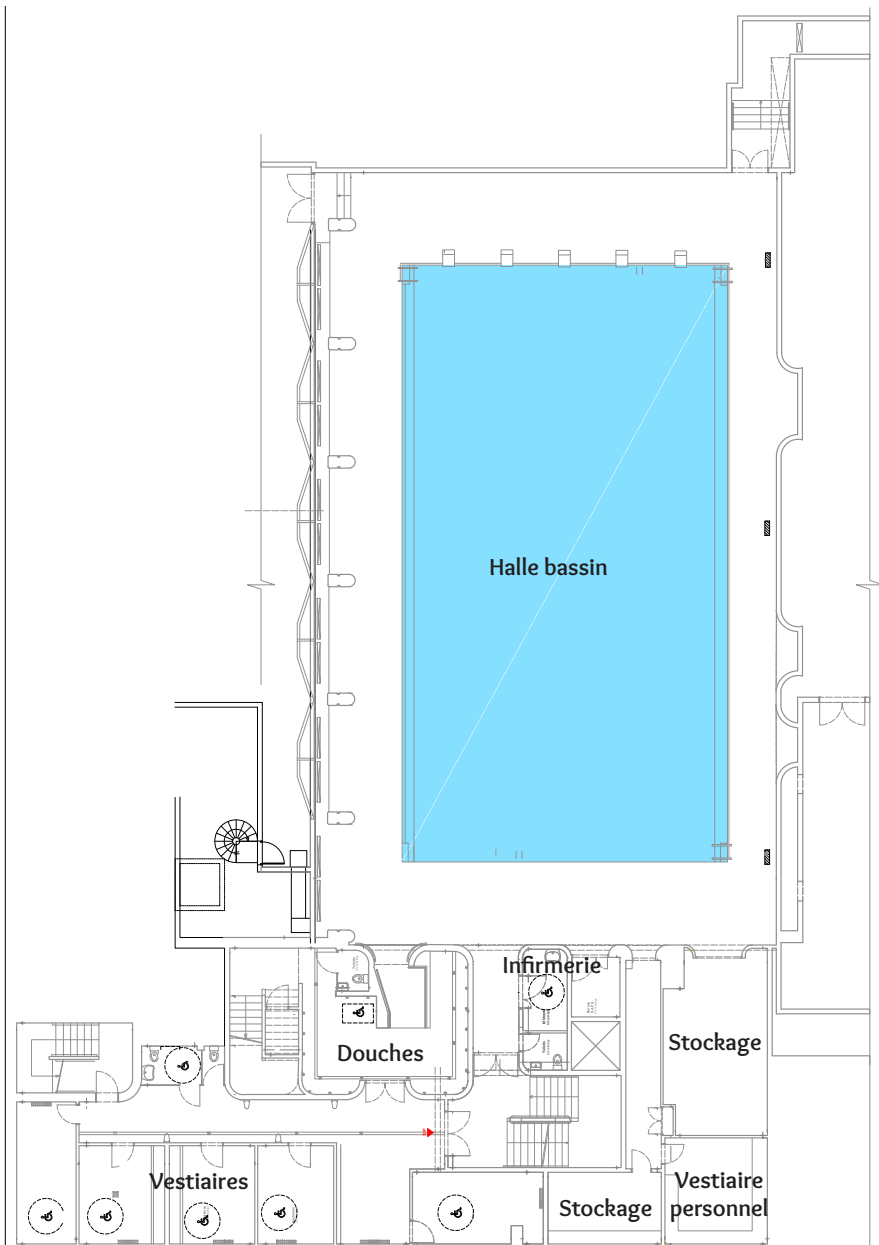 Halle bassin
Infirmerie
Douches
Stockage
Vestiaires
Stockage
Vestiaire
personnel